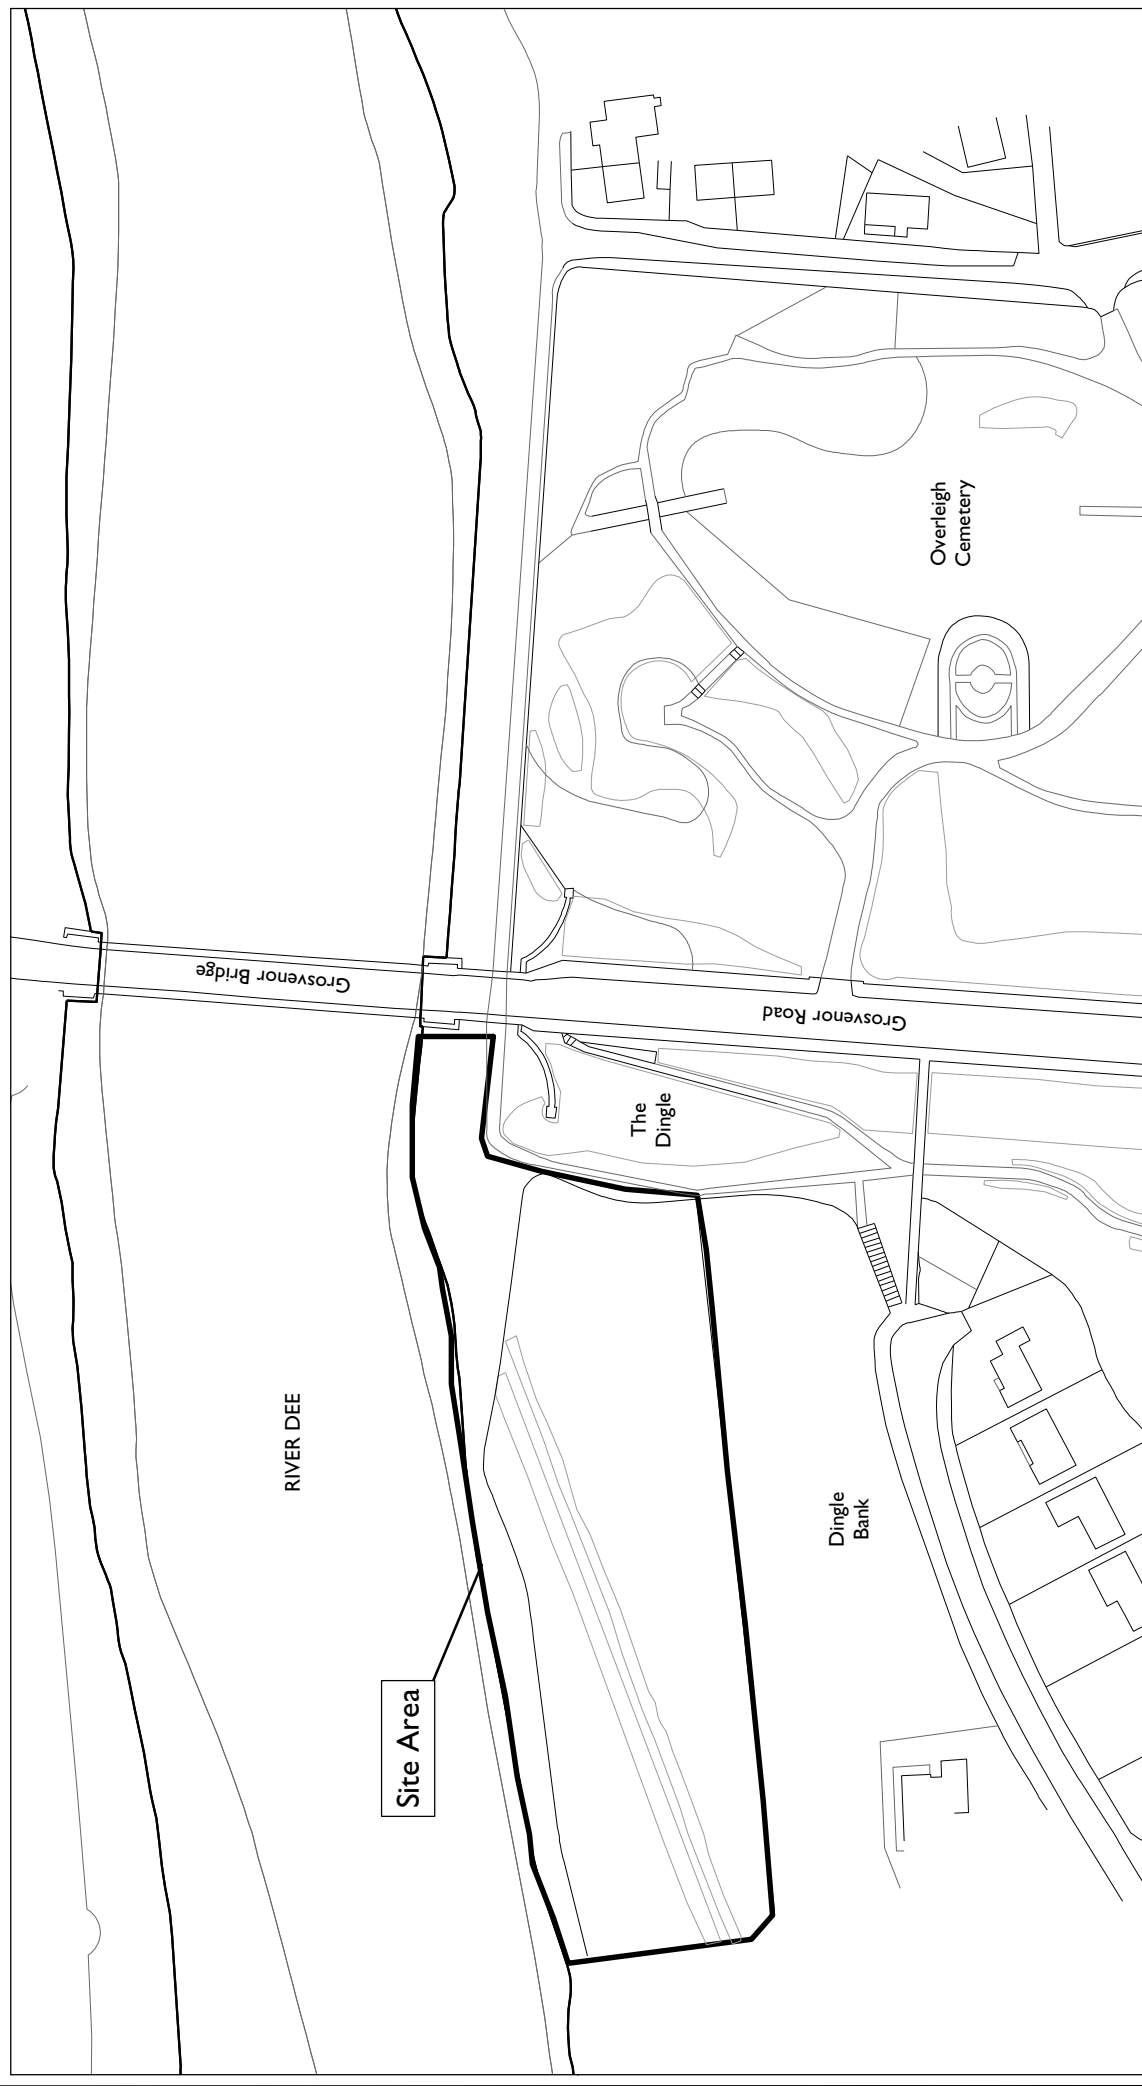 Grosvenor Bridge
RIVER DEE
Site Area
Grosvenor Road
The
Dingle
Dingle
Bank
Overleigh
Cemetery